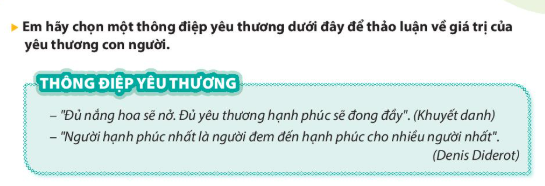 ▸ Em hãy chọn một thông điệp yêu thương dưới đây để thảo luận về giá trị của
yêu thương con người.
THÔNG ĐIỆP YÊU THƯƠNG
– "Đủ nắng hoa sẽ nở. Đủ yêu thương hạnh phúc sẽ đong đầy". (Khuyết danh)
– "Người hạnh phúc nhất là người đem đến hạnh phúc cho nhiều người nhất".
(Denis Diderot)